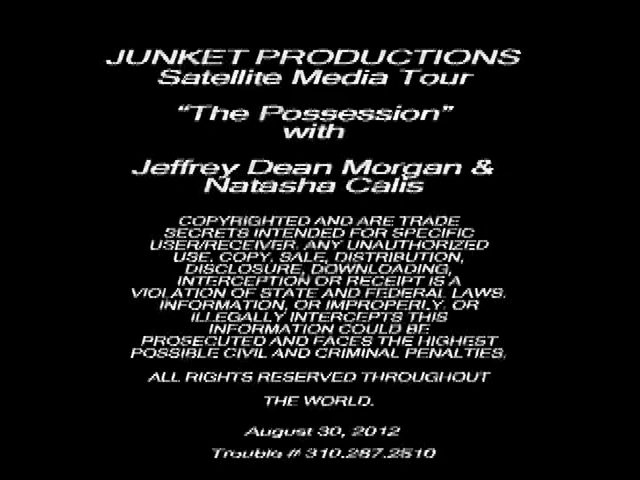 JUNKET PRODUCTIONS
Satellite Media Tour
"The Possession"
with
Jeffrey Dean Morgan &
Natasha Calis
COPYRIGHTED AND ARE TRADE
SECRETS INTENDED FOR SPECIFIC
USER/RECEIVER. ANY UNAUTHORIZED
USE, COPY, SALE, DISTRIBUTION,
DISCLOSURE, DOWNLOADING,
INTERCEPTION OR RECEIPT IS A
VIOLATION OF STATE AND FEDERAL LAWS.
INFORMATION, OR IMPROPERLY, OR
ILLEGALLY INTERCEPTS THIS
INFORMATION COULD BE
PROSECUTED AND FACES THE HIGHEST
POSSIBLE CIVIL AND CRIMINAL PENALTIES.
ALL RIGHTS RESERVED THROUGHOUT
THE WORLD.
August 30, 2012
Trouble # 310.287.2510